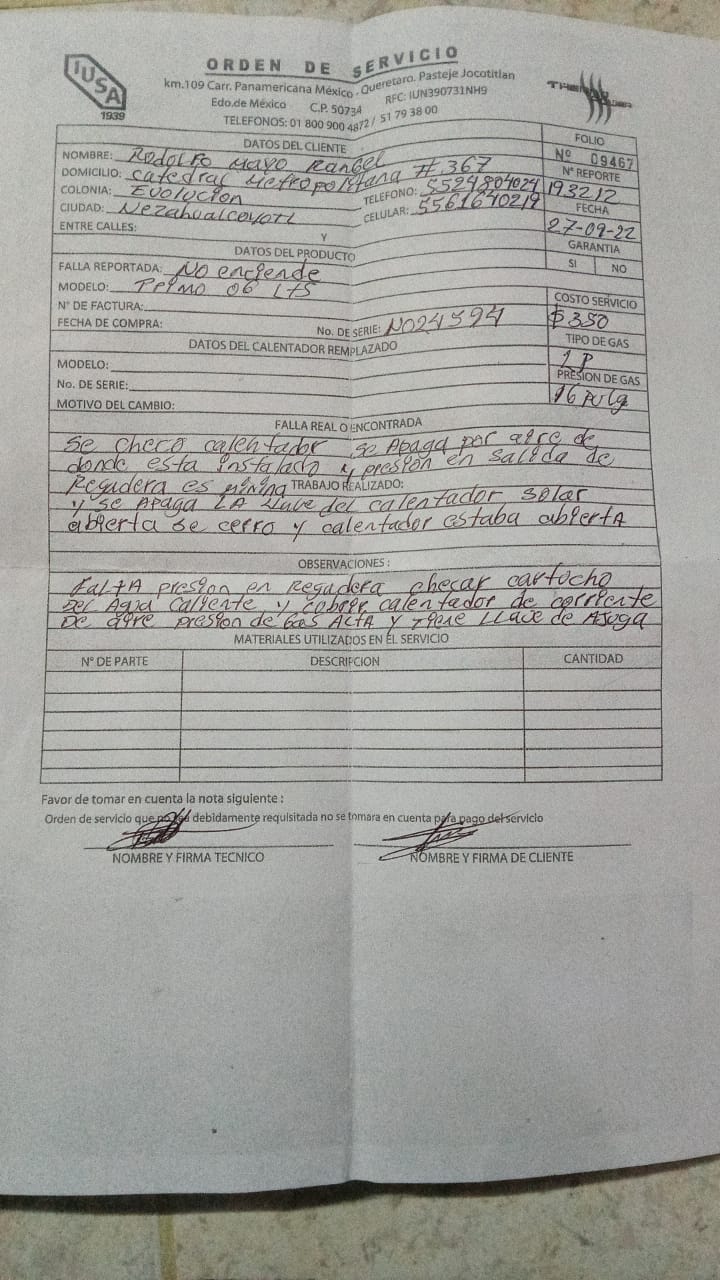 IUSA
1939
ORDEN DE SERVICIO
km.109 Carr. Panamericana México - Queretaro. Pasteje Jocotitlan
Edo.de México C.P. 50734 RFC: IUN390731NH9
TELEFONOS: 01 800 900 4872 / 51 79 38 00
DATOS DEL CLIENTE
FOLIO
Nº 09467
NOMBRE: Rodolfo Mayo Rangel
DOMICILIO: Catedral Metropolitana # 367
Nº REPORTE
193212
COLONIA: Evolucion
TELEFONO: 5524804024
CIUDAD: Nezahualcoyotl
CELULAR: 5561640219
FECHA
27-09-22
ENTRE CALLES: Y
GARANTIA
SI NO
DATOS DEL PRODUCTO
FALLA REPORTADA: No enciende
MODELO: Primo 06 Lts
Nº DE FACTURA:
COSTO SERVICIO
$350
FECHA DE COMPRA: No. DE SERIE: N024594
TIPO DE GAS
DATOS DEL CALENTADOR REMPLAZADO
MODELO:
PRESION DE GAS
16 Pulg
No. DE SERIE:
MOTIVO DEL CAMBIO:
FALLA REAL O ENCONTRADA
Se checo calentador se Apaga por aire de
donde esta instalado y presion en salida de
Regadera es minina TRABAJO REALIZADO:
y se Apaga LA LLave del calentador solar
abierta se cerro y calentador estaba abierta
OBSERVACIONES :
FALTA presion en Regadera checar cartocho
Del Agua Caliente y cobrir calentador de corriente
De aire presion de Gas ALTA y Tiene LLave de
MATERIALES UTILIZADOS EN EL SERVICIO
Nº DE PARTE DESCRIPCION CANTIDAD
Favor de tomar en cuenta la nota siguiente :
Orden de servicio que no debidamente requisitada no se tomara en cuenta para pago del servicio
NOMBRE Y FIRMA TECNICO NOMBRE Y FIRMA DE CLIENTE